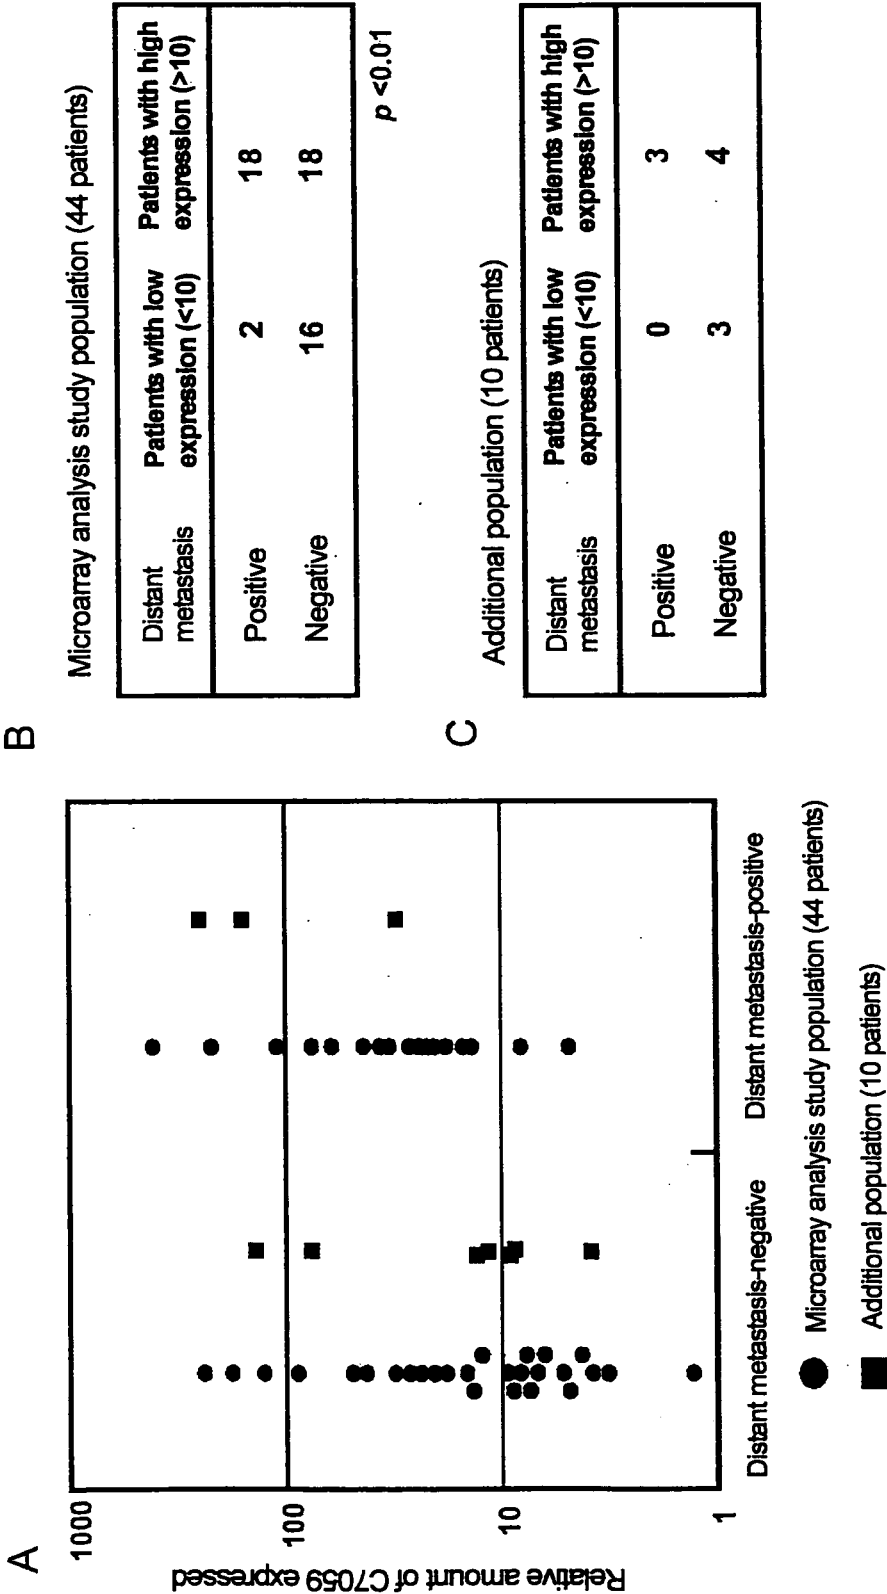 A
1000
100
10
1
Relative amount of C7059 expressed
Distant metastasis-negative
Distant metastasis-positive
Microarray analysis study population (44 patients)
Additional population (10 patients)
B
Microarray analysis study population (44 patients)
Distant metastasis
Patients with low expression (<10)
Patients with high expression (>10)
Positive 2 18
Negative 16 18
p <0.01
C
Additional population (10 patients)
Distant metastasis
Patients with low expression (<10)
Patients with high expression (>10)
Positive 0 3
Negative 3 4